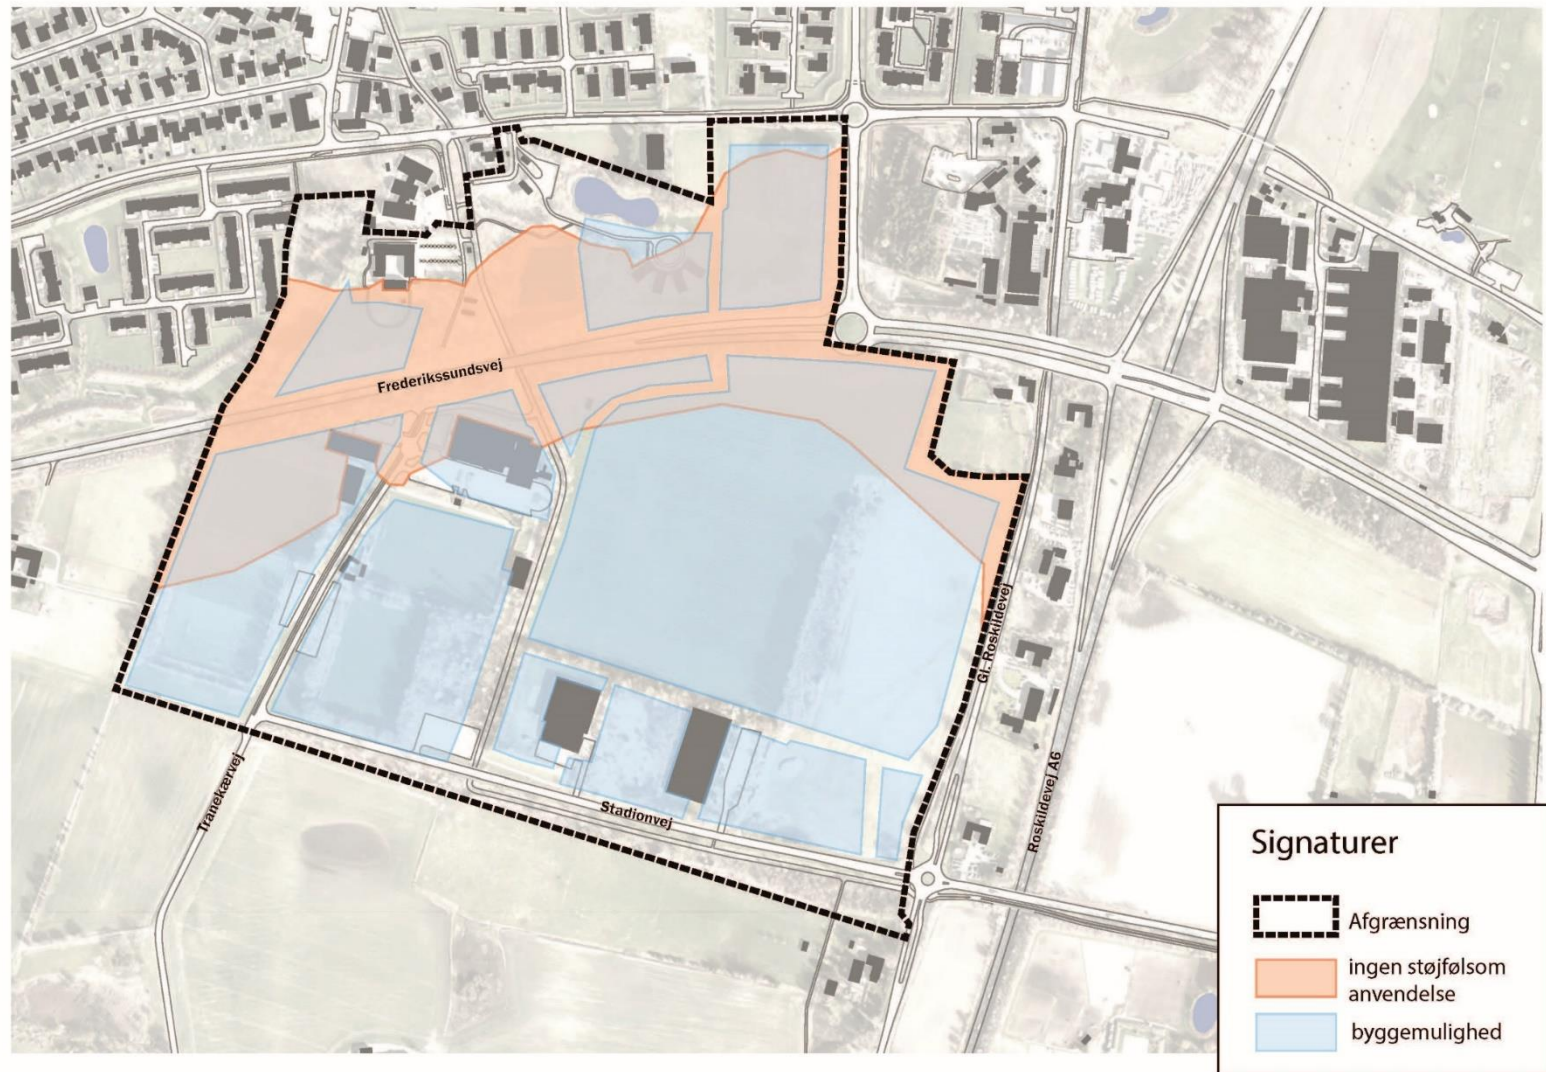 Frederikssundsvej
Gl. Roskildevej
Roskildevej A6
Tranekærvej
Stadionvej
Signaturer
Afgrænsning
ingen støjfølsom
anvendelse
byggemulighed